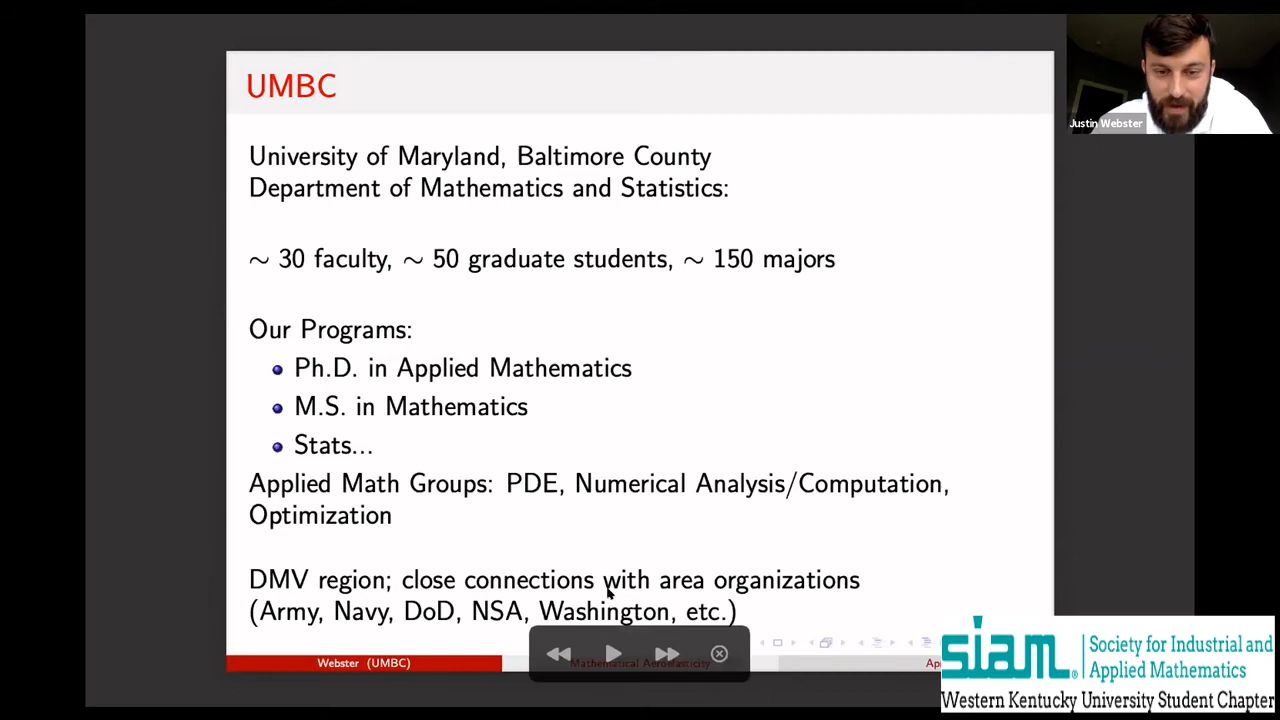 UMBC
Justin Webster
University of Maryland, Baltimore County
Department of Mathematics and Statistics:
∼ 30 faculty, ∼ 50 graduate students, ∼ 150 majors
Our Programs:
Ph.D. in Applied Mathematics
M.S. in Mathematics
Stats...
Applied Math Groups: PDE, Numerical Analysis/Computation,
Optimization
DMV region; close connections with area organizations
(Army, Navy, DoD, NSA, Washington, etc.)
Webster (UMBC)
Mathematical Aeroelasticity
siam® Society for Industrial and
Applied Mathematics
Western Kentucky University Student Chapter